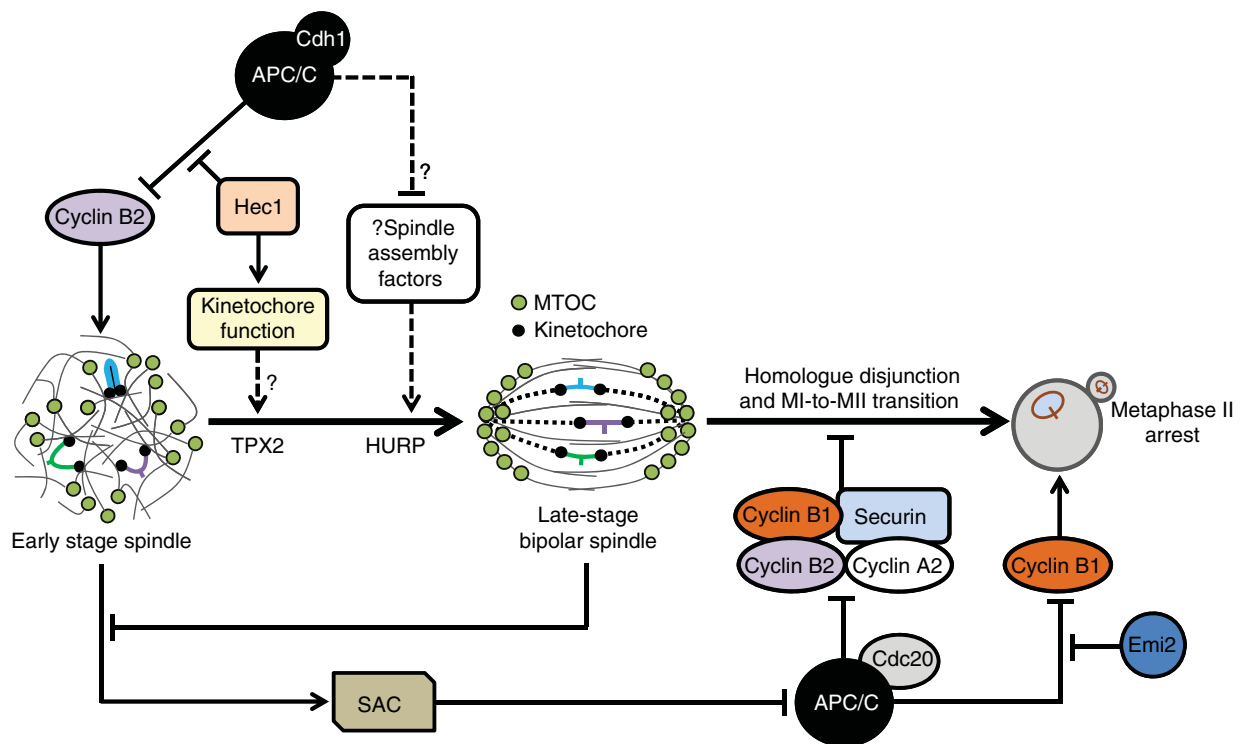 Cdh1
APC/C
?
Cyclin B2
Hec1
?Spindle
assembly
factors
Kinetochore
function
MTOC
Kinetochore
?
Homologue disjunction
and MI-to-MII transition
TPX2
HURP
Metaphase II
arrest
Early stage spindle
Late-stage
bipolar spindle
Cyclin B1
Securin
Cyclin B2
Cyclin A2
Cyclin B1
Emi2
Cdc20
SAC
APC/C